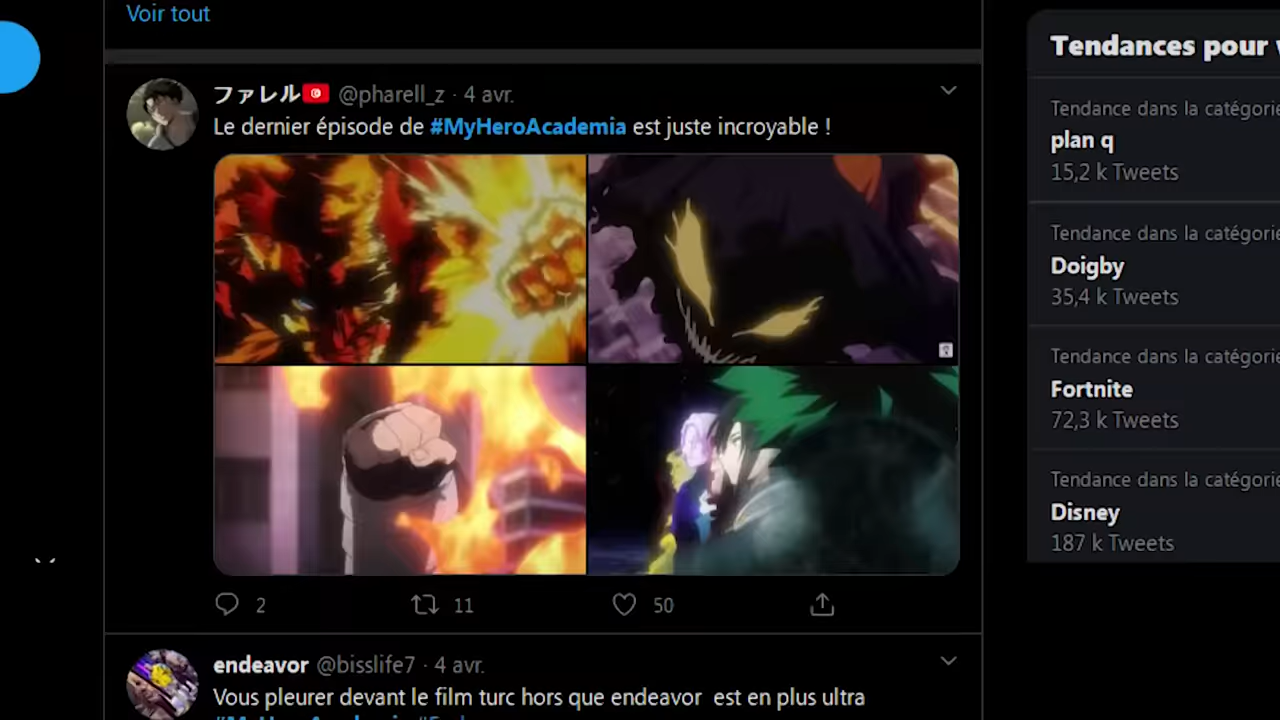 Voir tout
ファレル @pharell_z · 4 avr.
Le dernier épisode de #MyHeroAcademia est juste incroyable !
2 11 50
endeavor @bisslife7 · 4 avr.
Vous pleurer devant le film turc hors que endeavor est en plus ultra
#MyHeroAcademia
Tendances pour
Tendance dans la catégorie
plan q
15,2 k Tweets
Tendance dans la catégorie
Doigby
35,4 k Tweets
Tendance dans la catégorie
Fortnite
72,3 k Tweets
Tendance dans la catégorie
Disney
187 k Tweets